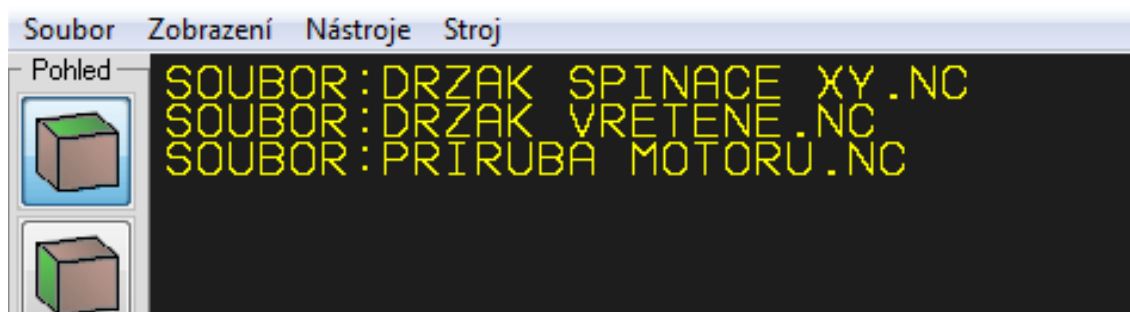 Soubor Zobrazení Nástroje Stroj
Pohled
SOUBOR:DRZAK SPINACE XY.NC
SOUBOR:DRZAK VRETENE.NC
SOUBOR:PRIRUBA MOTORU.NC